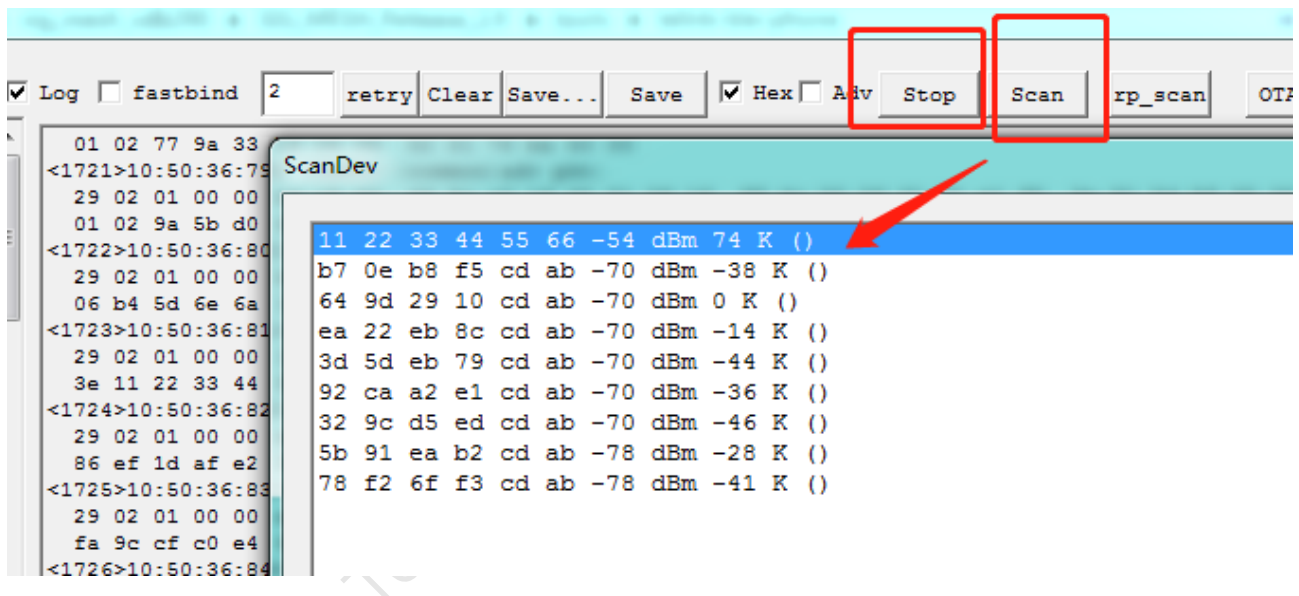 Log fastbind 2 retry Clear Save... Save Hex Adv Stop Scan rp_scan OTA
01 02 77 9a 33
<1721>10:50:36:79
29 02 01 00 00
01 02 9a 5b d0
<1722>10:50:36:80
29 02 01 00 00
06 b4 5d 6e 6a
<1723>10:50:36:81
29 02 01 00 00
3e 11 22 33 44
<1724>10:50:36:82
29 02 01 00 00
86 ef 1d af e2
<1725>10:50:36:83
29 02 01 00 00
fa 9c cf c0 e4
<1726>10:50:36:84
ScanDev
11 22 33 44 55 66 -54 dBm 74 K ()
b7 0e b8 f5 cd ab -70 dBm -38 K ()
64 9d 29 10 cd ab -70 dBm 0 K ()
ea 22 eb 8c cd ab -70 dBm -14 K ()
3d 5d eb 79 cd ab -70 dBm -44 K ()
92 ca a2 e1 cd ab -70 dBm -36 K ()
32 9c d5 ed cd ab -70 dBm -46 K ()
5b 91 ea b2 cd ab -78 dBm -28 K ()
78 f2 6f f3 cd ab -78 dBm -41 K ()